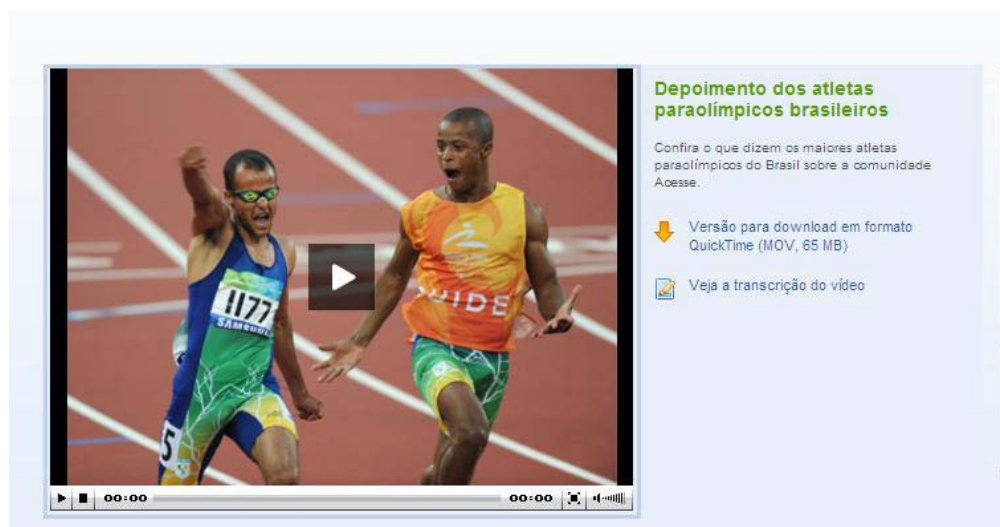 Depoimento dos atletas
paraolímpicos brasileiros
Confira o que dizem os maiores atletas
paraolímpicos do Brasil sobre a comunidade
Acesse.
Versão para download em formato
QuickTime (MOV, 65 MB)
Veja a transcrição do vídeo
1177
SAMSUNG
GUIDE
5
00:00
00:00